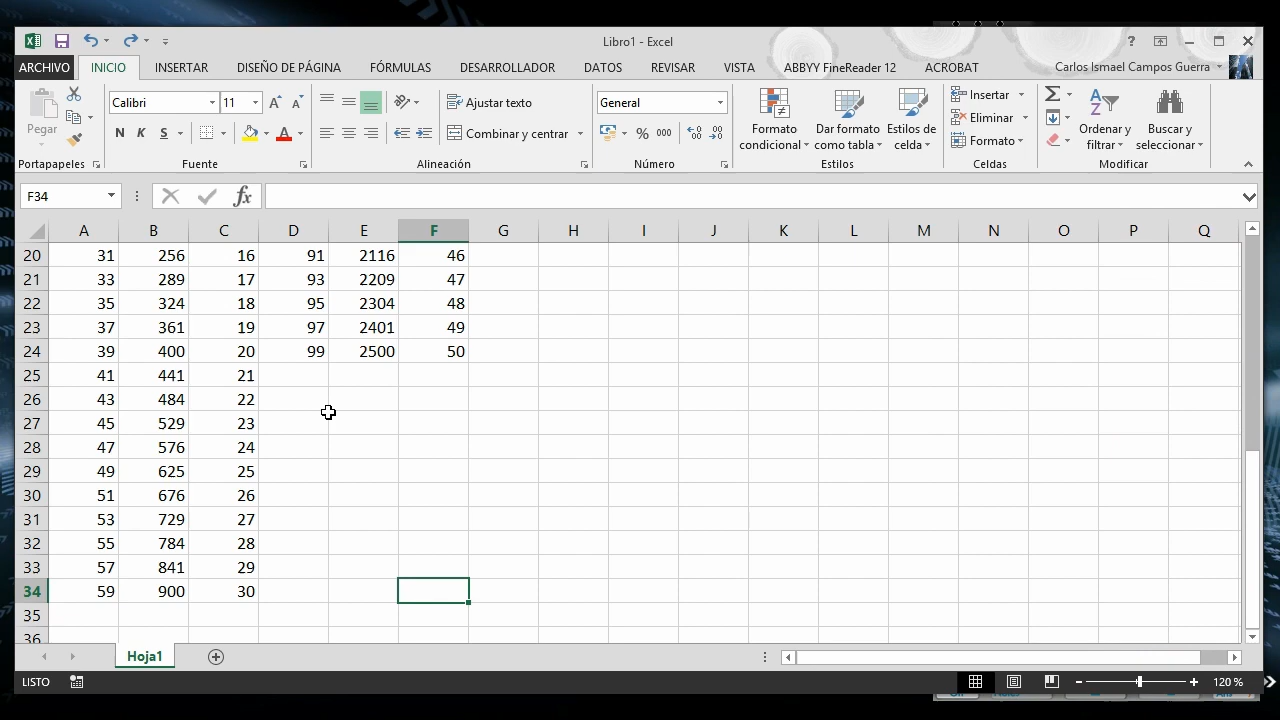 Libro1 - Excel
?
ARCHIVO INICIO INSERTAR DISEÑO DE PÁGINA FÓRMULAS DESARROLLADOR DATOS REVISAR VISTA ABBYY FineReader 12 ACROBAT Carlos Ismael Campos Guerra
Pegar
Portapapeles
Calibri 11 A A
N K S A
Fuente
Ajustar texto
Combinar y centrar
Alineación
General
% 000
Número
Formato condicional
Dar formato como tabla
Estilos de celda
Estilos
Insertar
Eliminar
Formato
Celdas
Ordenar y filtrar
Buscar y seleccionar
Modificar
F34 fx
A B C D E F G H I J K L M N O P Q
20 31 256 16 91 2116 46
21 33 289 17 93 2209 47
22 35 324 18 95 2304 48
23 37 361 19 97 2401 49
24 39 400 20 99 2500 50
25 41 441 21
26 43 484 22
27 45 529 23
28 47 576 24
29 49 625 25
30 51 676 26
31 53 729 27
32 55 784 28
33 57 841 29
34 59 900 30
35
36
Hoja1
LISTO 120 %